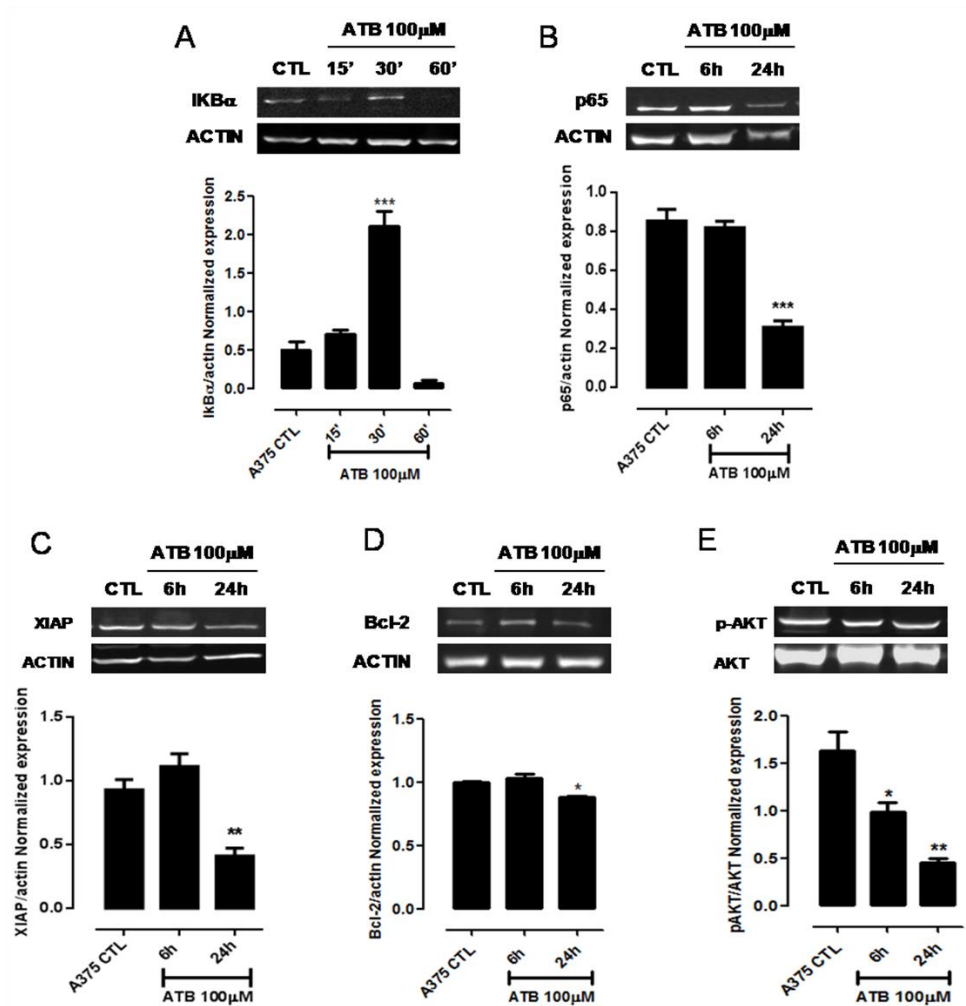 A
ATB 100µM
CTL 15' 30' 60'
IKBα
ACTIN
IKBα/actin Normalized expression
2.5
2.0
1.5
1.0
0.5
0.0
***
A375 CTL
15'
30'
60'
ATB 100µM
B
ATB 100µM
CTL 6h 24h
p65
ACTIN
p65/actin Normalized expression
1.0
0.8
0.6
0.4
0.2
0.0
***
A375 CTL
6h
24h
ATB 100µM
C
ATB 100µM
CTL 6h 24h
XIAP
ACTIN
XIAP/actin Normalized expression
1.5
1.0
0.5
0.0
**
A375 CTL
6h
24h
ATB 100µM
D
ATB 100µM
CTL 6h 24h
Bcl-2
ACTIN
Bcl-2/actin Normalized expression
1.5
1.0
0.5
0.0
*
A375 CTL
6h
24h
ATB 100µM
E
ATB 100µM
CTL 6h 24h
p-AKT
AKT
pAKT/AKT Normalized expression
2.0
1.5
1.0
0.5
0.0
*
**
A375 CTL
6h
24h
ATB 100µM